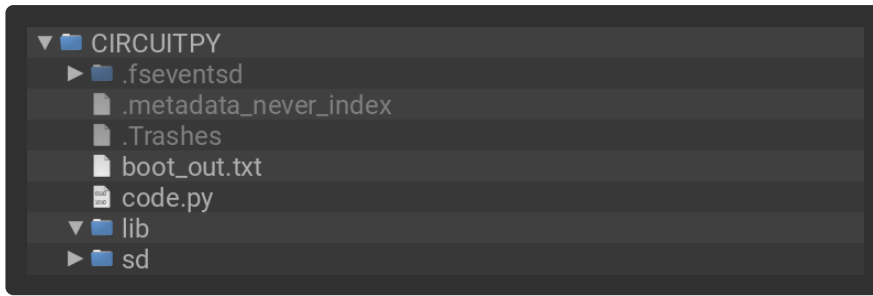 CIRCUITPY
.fseventsd
.metadata_never_index
.Trashes
boot_out.txt
code.py
lib
sd